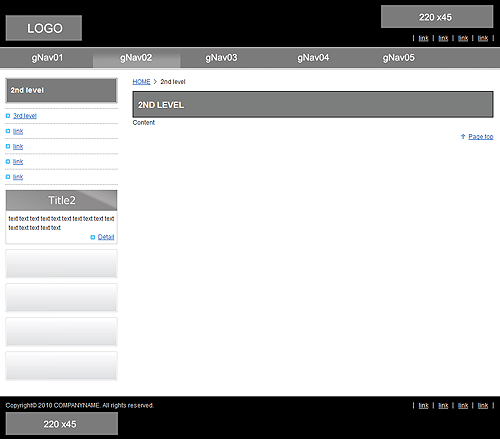 LOGO
220 x45
| link | link | link | link |
gNav01 gNav02 gNav03 gNav04 gNav05
2nd level
3rd level
link
link
link
link
Title2
text text text text text text text text text text
text text text text text
Detail
HOME > 2nd level
2ND LEVEL
Content
Page top
Copyright© 2010 COMPANYNAME. All rights reserved.
| link | link | link | link |
220 x45